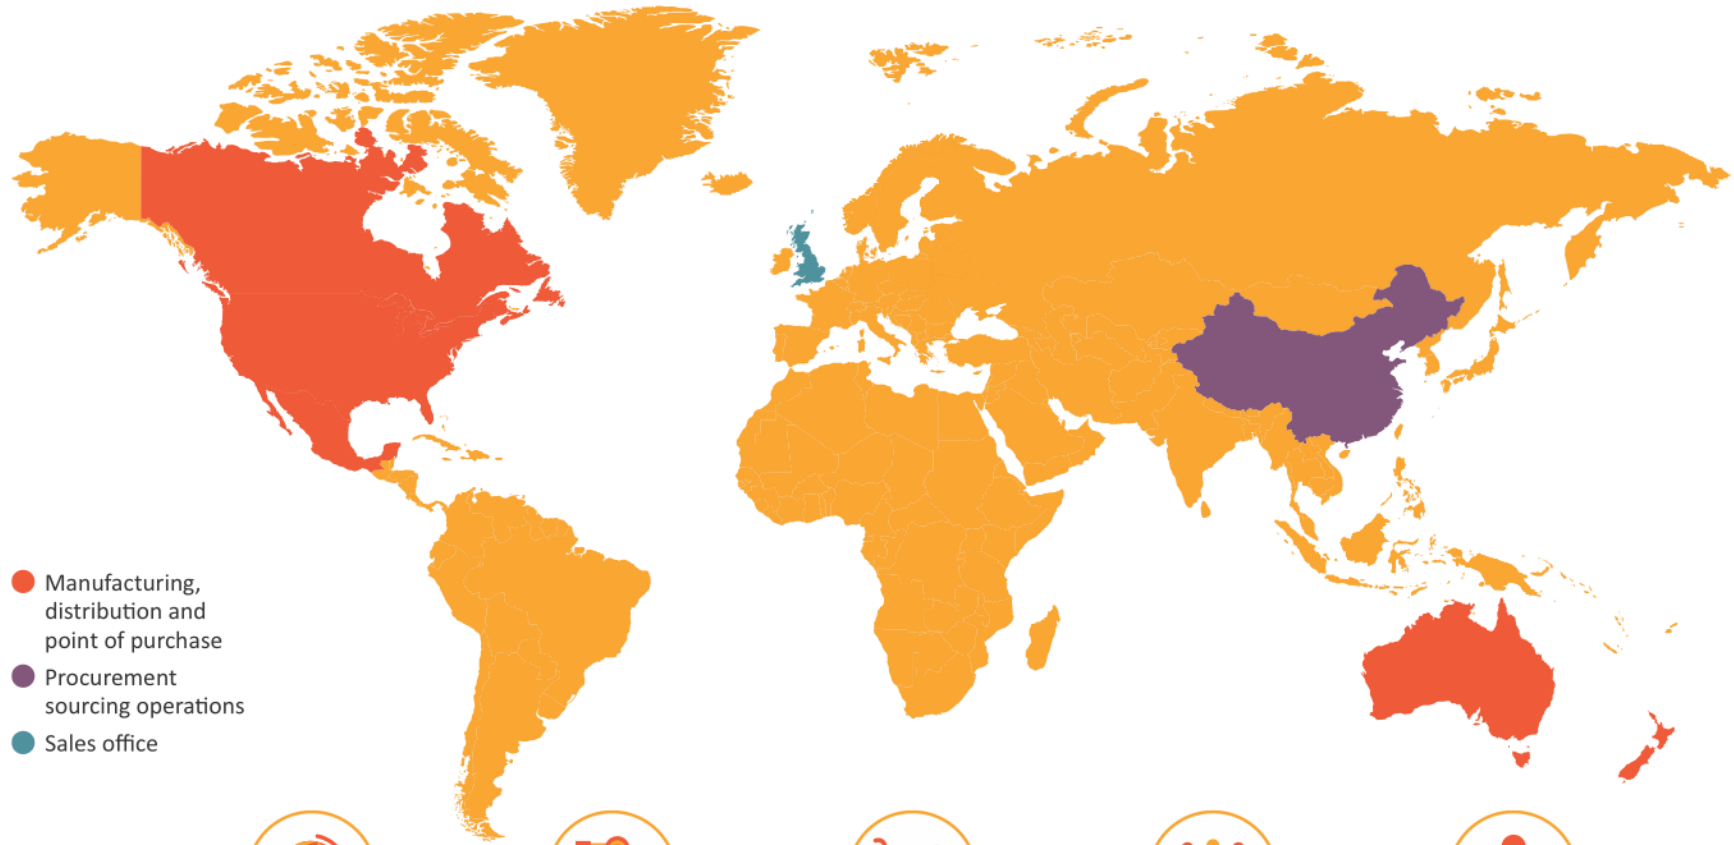 Manufacturing,
distribution and
point of purchase
Procurement
sourcing operations
Sales office